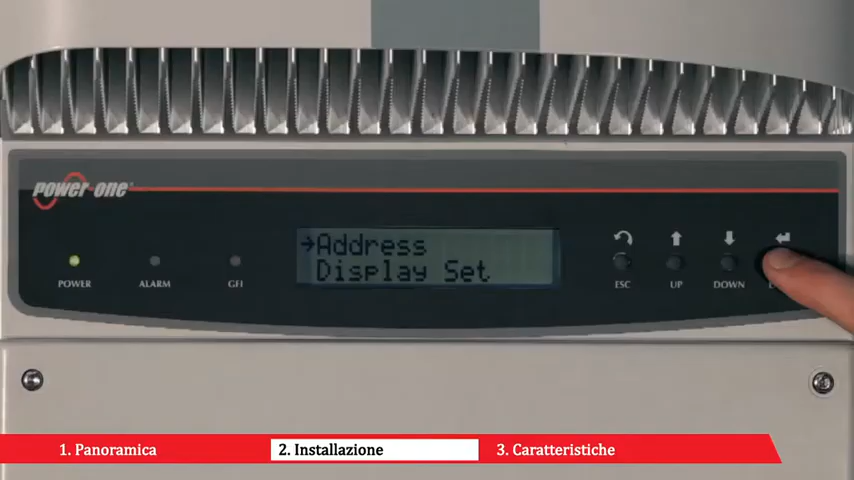 power-one
→Address
Display Set
POWER
ALARM
GFI
ESC
UP
DOWN
1. Panoramica
2. Installazione
3. Caratteristiche